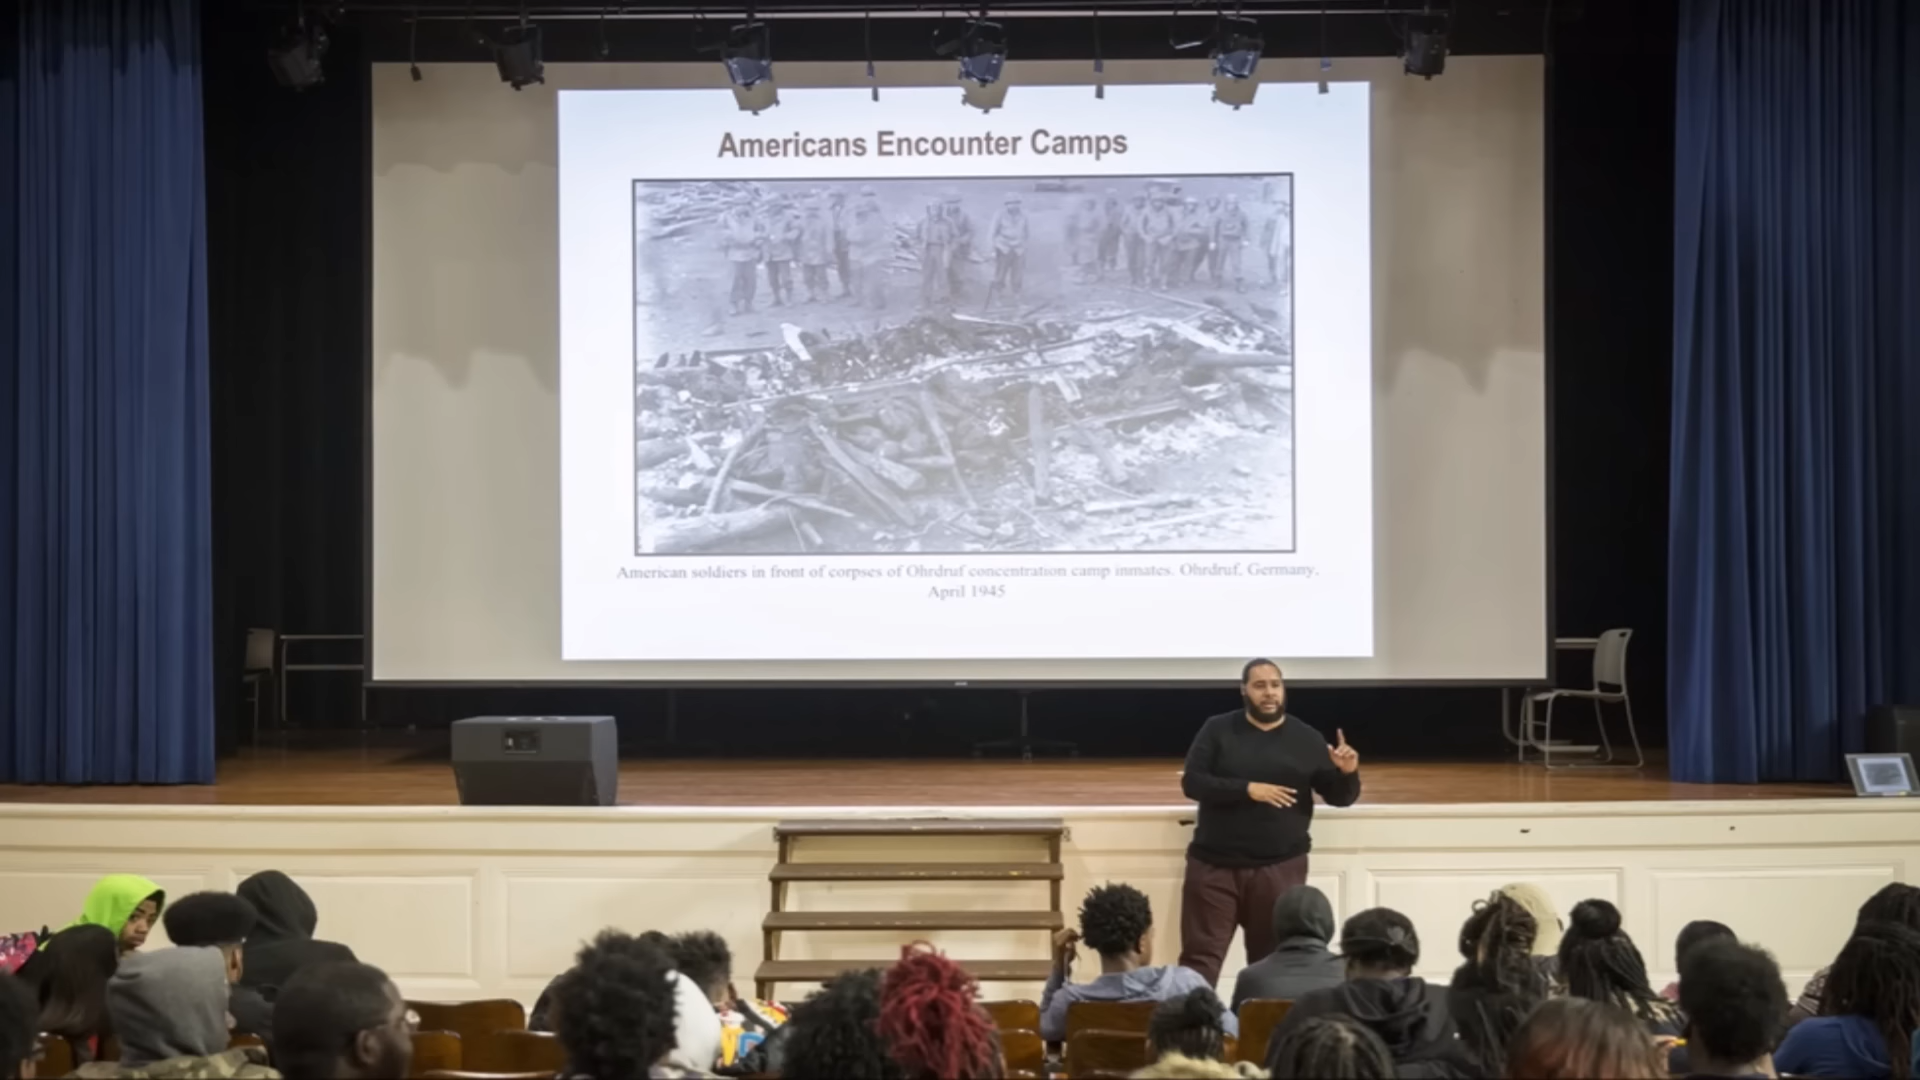 Americans Encounter Camps
American soldiers in front of corpses of Ohrdruf concentration camp inmates. Ohrdruf, Germany,
April 1945